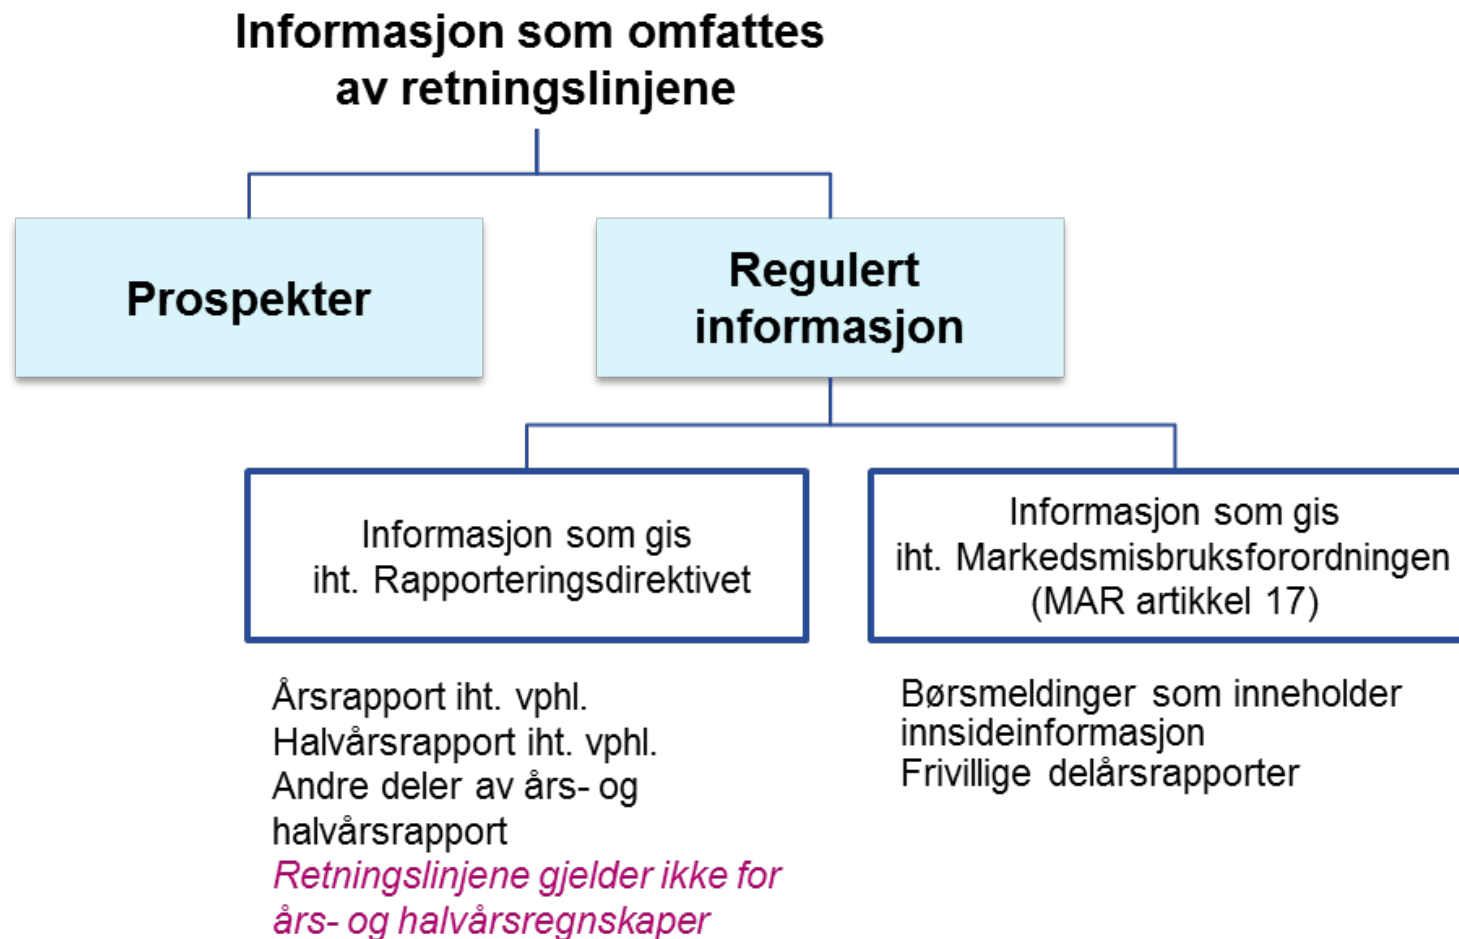 Informasjon som omfattes
av retningslinjene
Prospekter
Regulert
informasjon
Informasjon som gis
iht. Rapporteringsdirektivet
Informasjon som gis
iht. Markedsmisbruksforordningen
(MAR artikkel 17)
Årsrapport iht. vphl.
Halvårsrapport iht. vphl.
Andre deler av års- og
halvårsrapport
Retningslinjene gjelder ikke for
års- og halvårsregnskaper
Børsmeldinger som inneholder
innsideinformasjon
Frivillige delårsrapporter